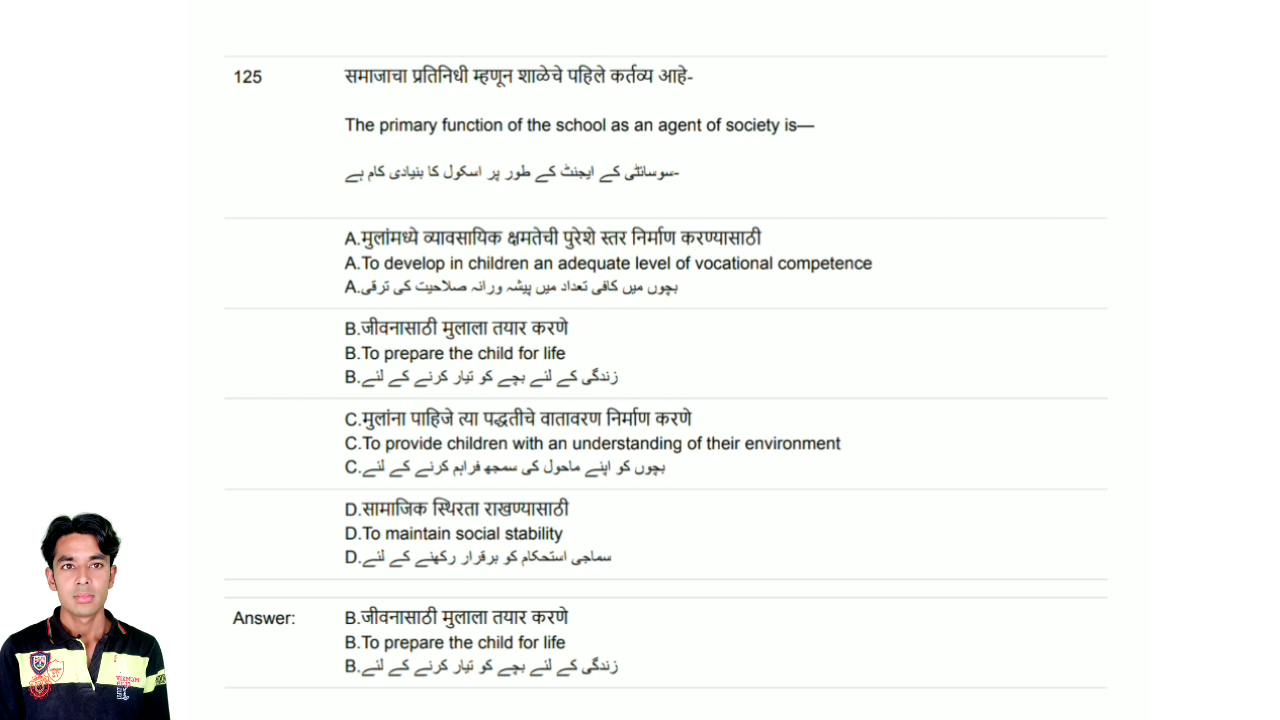 125
समाजाचा प्रतिनिधी म्हणून शाळेचे पहिले कर्तव्य आहे-
The primary function of the school as an agent of society is—
سوسائٹی کے ایجنٹ کے طور پر اسکول کا بنیادی کام ہے-
A.मुलांमध्ये व्यावसायिक क्षमतेची पुरेशे स्तर निर्माण करण्यासाठी
A.To develop in children an adequate level of vocational competence
A.بچوں میں کافی تعداد میں پیشہ ورانہ صلاحیت کی ترقی
B.जीवनासाठी मुलाला तयार करणे
B.To prepare the child for life
B.زندگی کے لئے بچے کو تیار کرنے کے لئے
C.मुलांना पाहिजे त्या पद्धतीचे वातावरण निर्माण करणे
C.To provide children with an understanding of their environment
C.بچوں کو اپنے ماحول کی سمجھ فراہم کرنے کے لئے
D.सामाजिक स्थिरता राखण्यासाठी
D.To maintain social stability
D.سماجی استحکام کو برقرار رکھنے کے لئے
Answer:
B.जीवनासाठी मुलाला तयार करणे
B.To prepare the child for life
B.زندگی کے لئے بچے کو تیار کرنے کے لئے